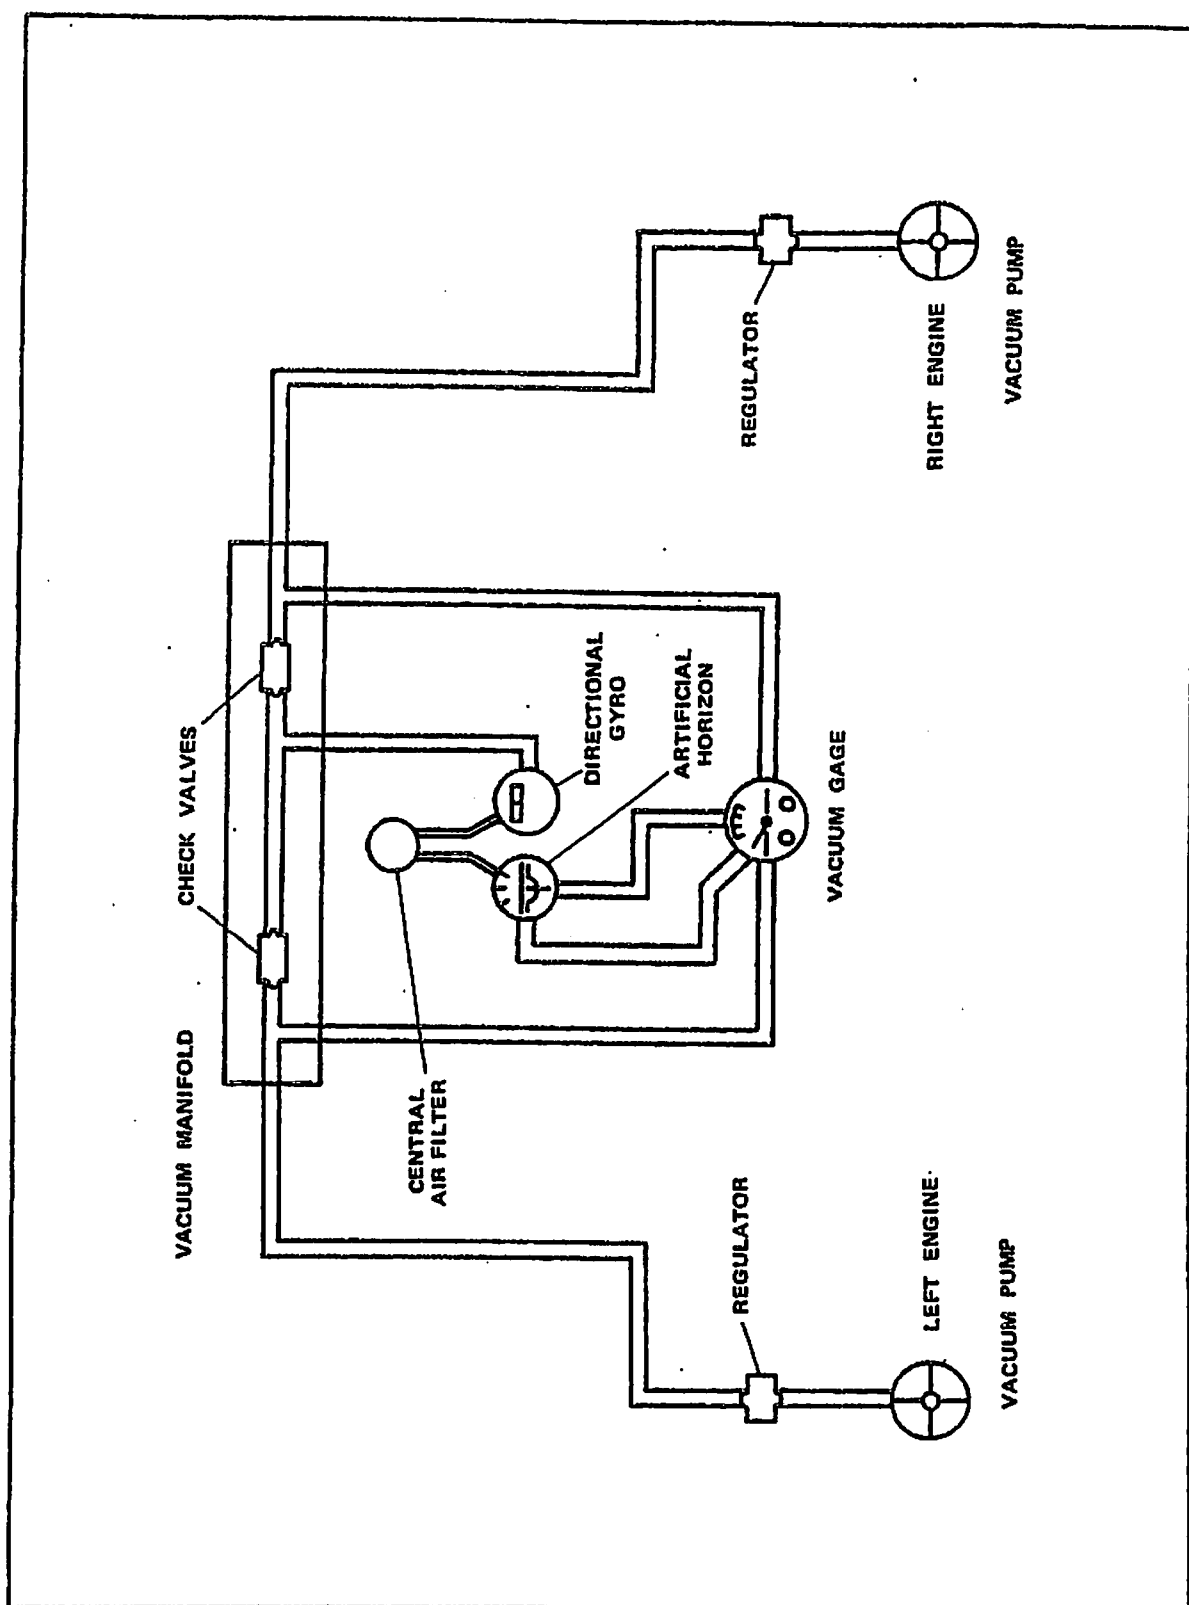 VACUUM MANIFOLD
CHECK VALVES
CENTRAL
AIR FILTER
DIRECTIONAL
GYRO
ARTIFICIAL
HORIZON
REGULATOR
REGULATOR
VACUUM GAGE
LEFT ENGINE
RIGHT ENGINE
VACUUM PUMP
VACUUM PUMP